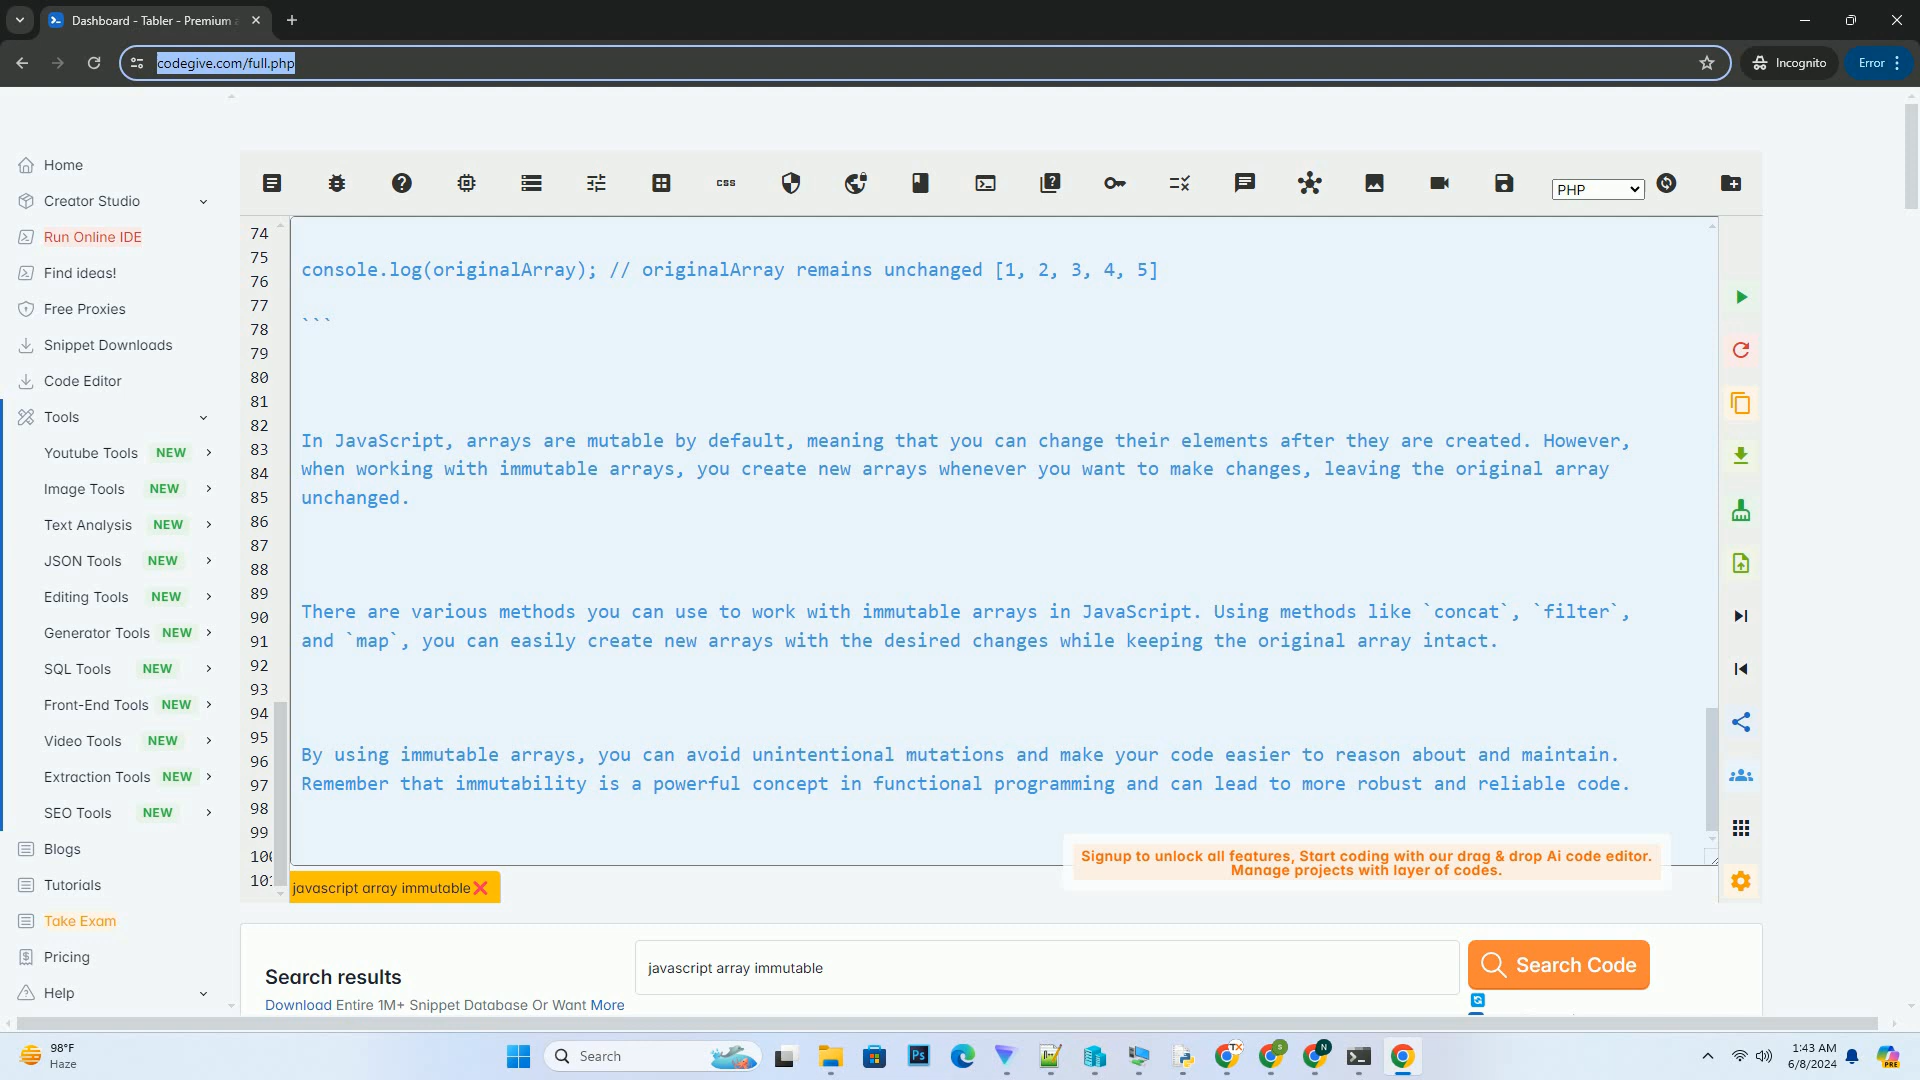 Dashboard - Tabler - Premium
codegive.com/full.php
Incognito
Error
Home
Creator Studio
Run Online IDE
Find ideas!
Free Proxies
Snippet Downloads
Code Editor
Tools
Youtube Tools NEW
Image Tools NEW
Text Analysis NEW
JSON Tools NEW
Editing Tools NEW
Generator Tools NEW
SQL Tools NEW
Front-End Tools NEW
Video Tools NEW
Extraction Tools NEW
SEO Tools NEW
Blogs
Tutorials
Take Exam
Pricing
Help
css
PHP
74
75
76
77
78
79
80
81
82
83
84
85
86
87
88
89
90
91
92
93
94
95
96
97
98
99
console.log(originalArray); // originalArray remains unchanged [1, 2, 3, 4, 5]
```
In JavaScript, arrays are mutable by default, meaning that you can change their elements after they are created. However,
when working with immutable arrays, you create new arrays whenever you want to make changes, leaving the original array
unchanged.
There are various methods you can use to work with immutable arrays in JavaScript. Using methods like `concat`, `filter`,
and `map`, you can easily create new arrays with the desired changes while keeping the original array intact.
By using immutable arrays, you can avoid unintentional mutations and make your code easier to reason about and maintain.
Remember that immutability is a powerful concept in functional programming and can lead to more robust and reliable code.
Signup to unlock all features, Start coding with our drag & drop Ai code editor.
Manage projects with layer of codes.
javascript array immutable
Search results
Download Entire 1M+ Snippet Database Or Want More
javascript array immutable
Search Code
98°F
Haze
Search
1:43 AM
6/8/2024